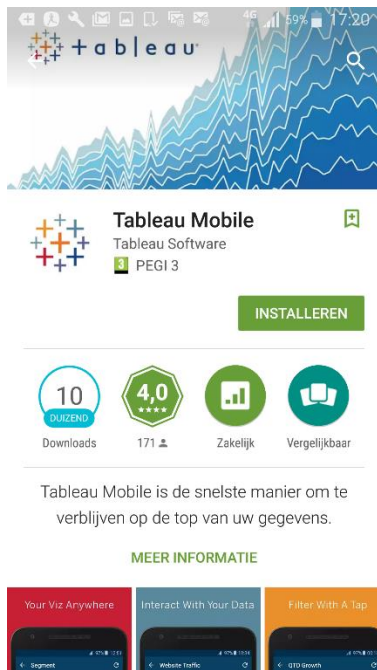 4G 59% 17:20
+ a b l e a u
Tableau Mobile
Tableau Software
3 PEGI 3
INSTALLEREN
10
DUIZEND
Downloads
4,0
171
Zakelijk
Vergelijkbaar
Tableau Mobile is de snelste manier om te
verblijven op de top van uw gegevens.
MEER INFORMATIE
Your Viz Anywhere
Interact With Your Data
Filter With A Tap
Segment
Website Traffic
QTD Growth